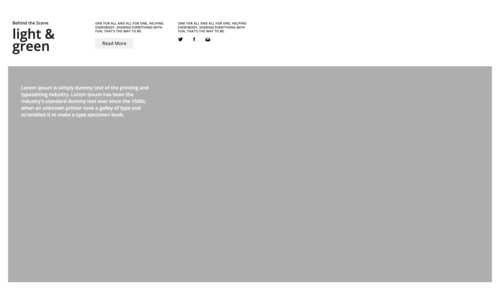 Behind the Scene
light &
green
ONE FOR ALL AND ALL FOR ONE, HELPING
EVERYBODY. SHARING EVERYTHING WITH
FUN, THAT'S THE WAY TO BE.
Read More
ONE FOR ALL AND ALL FOR ONE, HELPING
EVERYBODY. SHARING EVERYTHING WITH
FUN, THAT'S THE WAY TO BE.
Lorem Ipsum is simply dummy text of the printing and
typesetting industry. Lorem Ipsum has been the
industry's standard dummy text ever since the 1500s,
when an unknown printer took a galley of type and
scrambled it to make a type specimen book.